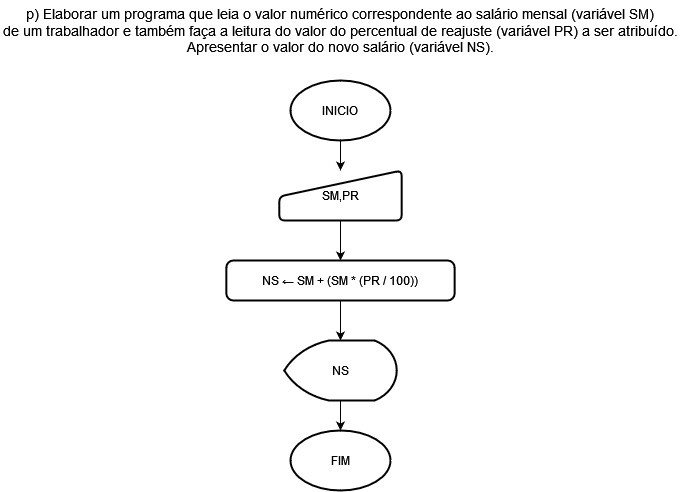 p) Elaborar um programa que leia o valor numérico correspondente ao salário mensal (variável SM)
de um trabalhador e também faça a leitura do valor do percentual de reajuste (variável PR) a ser atribuído.
Apresentar o valor do novo salário (variável NS).
INICIO
SM,PR
NS ← SM + (SM * (PR / 100))
NS
FIM